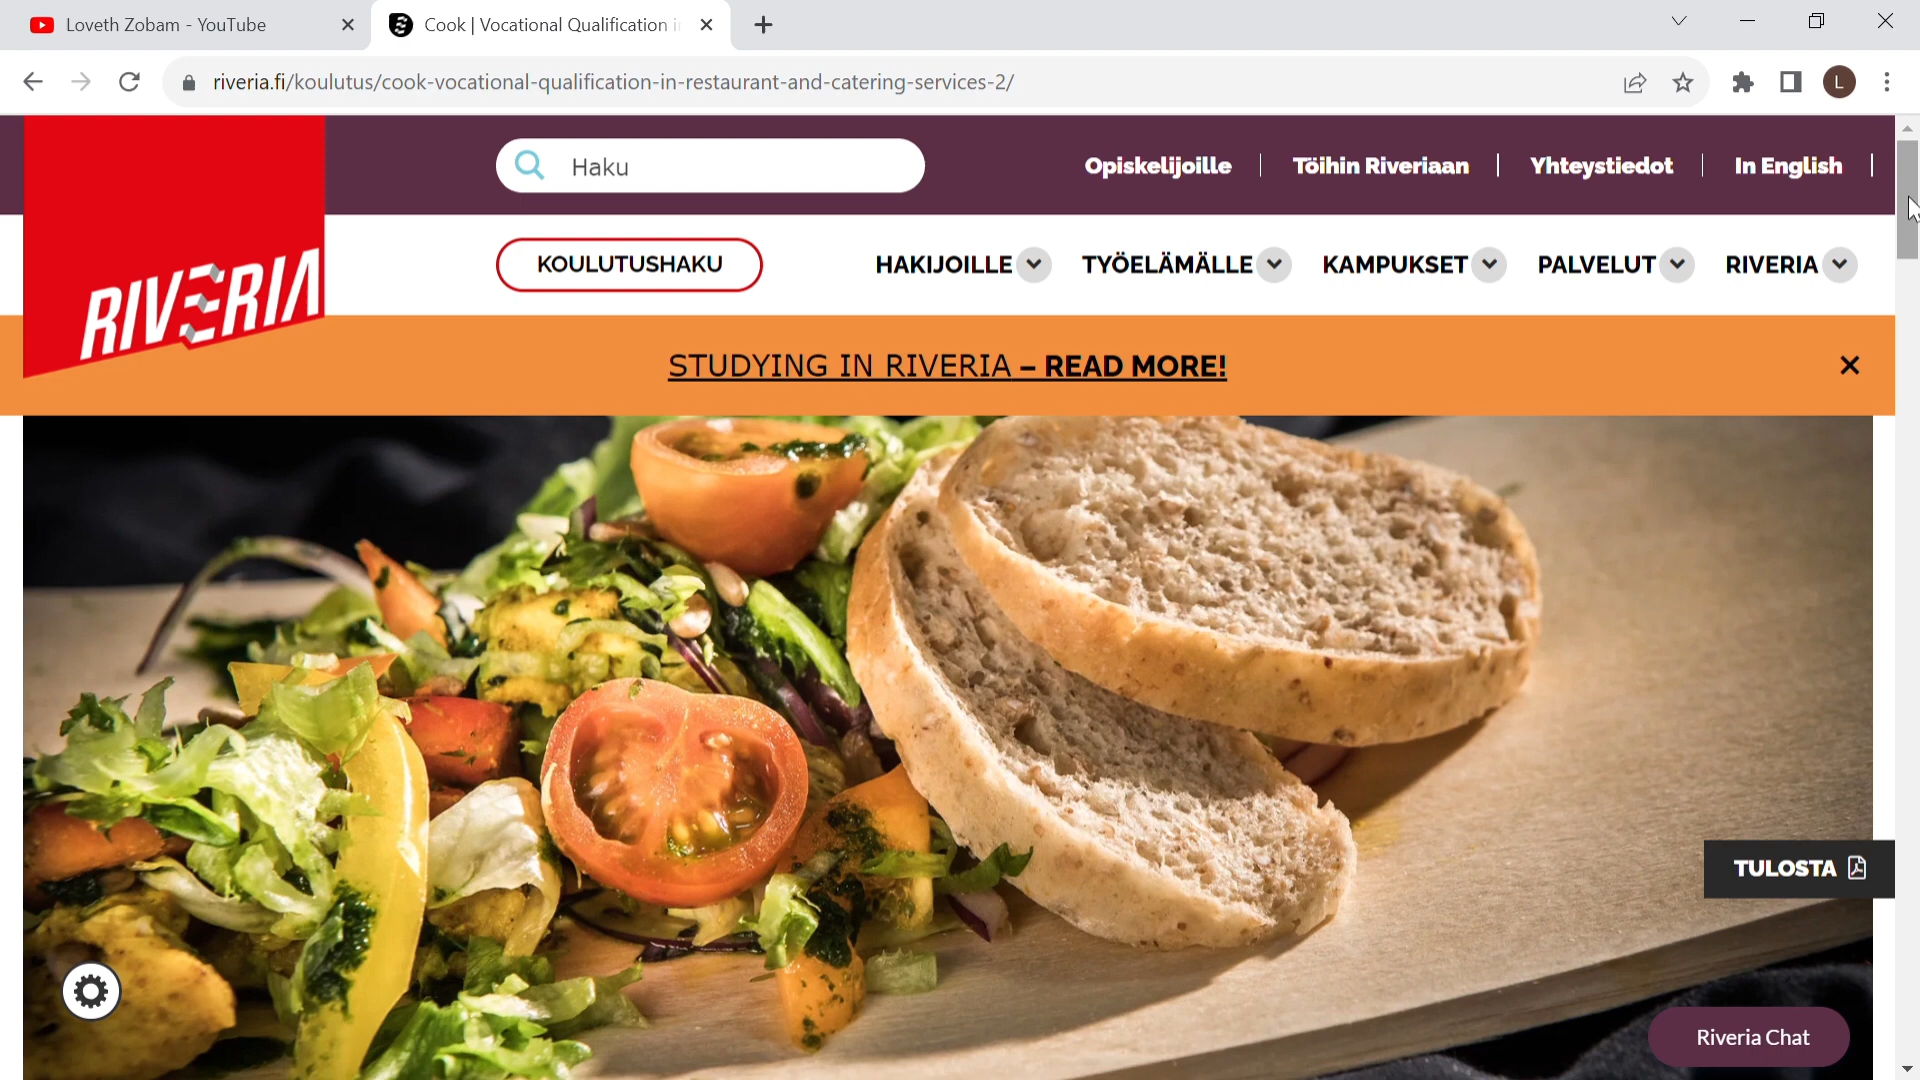 Loveth Zobam - YouTube
Cook | Vocational Qualification i
riveria.fi/koulutus/cook-vocational-qualification-in-restaurant-and-catering-services-2/
L
Haku
Opiskelijoille
Töihin Riveriaan
Yhteystiedot
In English
RIVERIA
KOULUTUSHAKU
HAKIJOILLE
TYÖELÄMÄLLE
KAMPUKSET
PALVELUT
RIVERIA
STUDYING IN RIVERIA – READ MORE!
TULOSTA
Riveria Chat